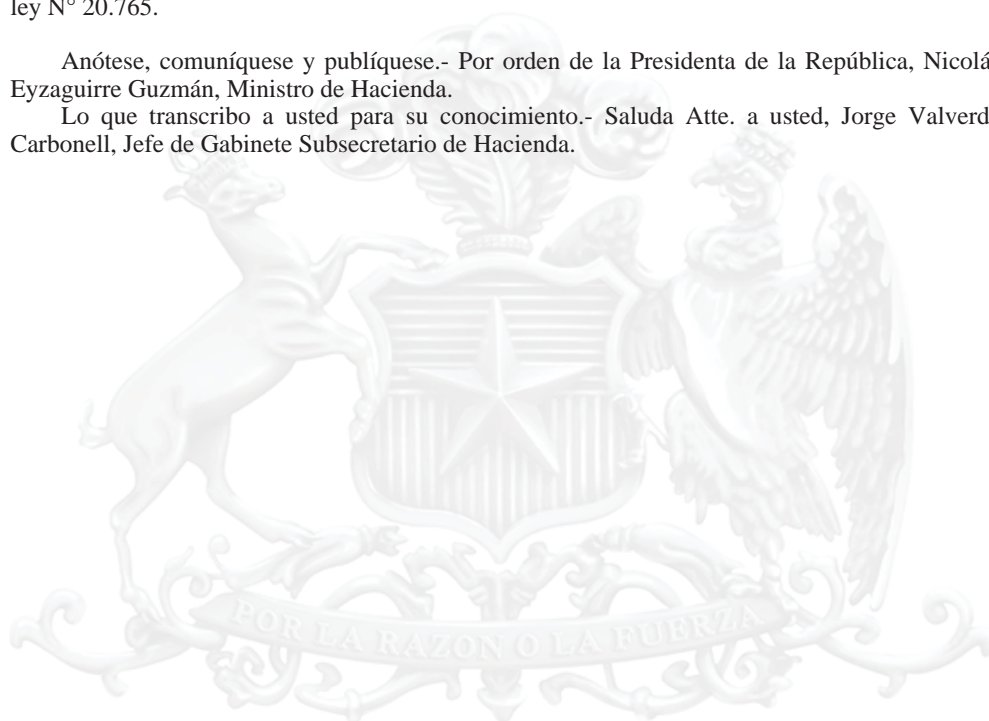 ley N° 20.765.
Anótese, comuníquese y publíquese.- Por orden de la Presidenta de la República, Nicolá
Eyzaguirre Guzmán, Ministro de Hacienda.
Lo que transcribo a usted para su conocimiento.- Saluda Atte. a usted, Jorge Valverd
Carbonell, Jefe de Gabinete Subsecretario de Hacienda.
POR LA RAZON O LA FUERZA